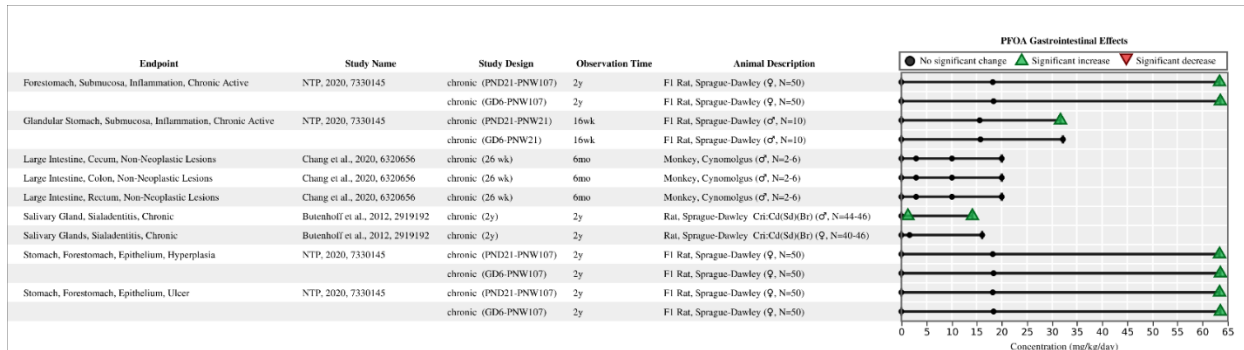 PFOA Gastrointestinal Effects
Endpoint Study Name Study Design Observation Time Animal Description
No significant change Significant increase Significant decrease
Forestomach, Submucosa, Inflammation, Chronic Active NTP, 2020, 7330145 chronic (PND21-PNW107) 2y F1 Rat, Sprague-Dawley (♀, N=50)
chronic (GD6-PNW107) 2y F1 Rat, Sprague-Dawley (♀, N=50)
Glandular Stomach, Submucosa, Inflammation, Chronic Active NTP, 2020, 7330145 chronic (PND21-PNW21) 16wk F1 Rat, Sprague-Dawley (♂, N=10)
chronic (GD6-PNW21) 16wk F1 Rat, Sprague-Dawley (♂, N=10)
Large Intestine, Cecum, Non-Neoplastic Lesions Chang et al., 2020, 6320656 chronic (26 wk) 6mo Monkey, Cynomolgus (♂, N=2-6)
Large Intestine, Colon, Non-Neoplastic Lesions Chang et al., 2020, 6320656 chronic (26 wk) 6mo Monkey, Cynomolgus (♂, N=2-6)
Large Intestine, Rectum, Non-Neoplastic Lesions Chang et al., 2020, 6320656 chronic (26 wk) 6mo Monkey, Cynomolgus (♂, N=2-6)
Salivary Gland, Sialadentitis, Chronic Butenhoff et al., 2012, 2919192 chronic (2y) 2y Rat, Sprague-Dawley Crl:Cd(Sd)(Br) (♂, N=44-46)
Salivary Glands, Sialadentitis, Chronic Butenhoff et al., 2012, 2919192 chronic (2y) 2y Rat, Sprague-Dawley Crl:Cd(Sd)(Br) (♀, N=40-46)
Stomach, Forestomach, Epithelium, Hyperplasia NTP, 2020, 7330145 chronic (PND21-PNW107) 2y F1 Rat, Sprague-Dawley (♀, N=50)
chronic (GD6-PNW107) 2y F1 Rat, Sprague-Dawley (♀, N=50)
Stomach, Forestomach, Epithelium, Ulcer NTP, 2020, 7330145 chronic (PND21-PNW107) 2y F1 Rat, Sprague-Dawley (♀, N=50)
chronic (GD6-PNW107) 2y F1 Rat, Sprague-Dawley (♀, N=50)
0 5 10 15 20 25 30 35 40 45 50 55 60 65
Concentration (mg/kg/day)